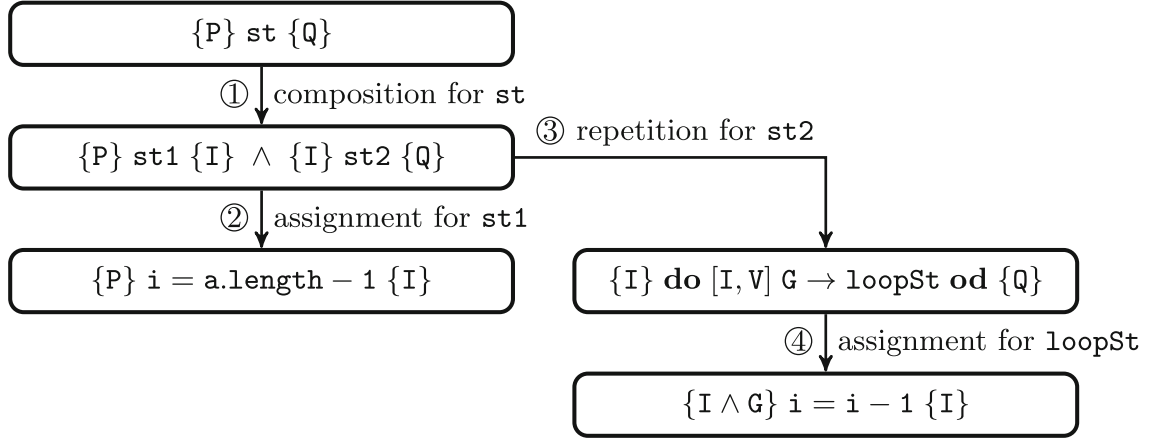 {P} st {Q}
① composition for st
{P} st1 {I} ∧ {I} st2 {Q}
③ repetition for st2
② assignment for st1
{P} i = a.length − 1 {I}
{I} do [I, V] G → loopSt od {Q}
④ assignment for loopSt
{I ∧ G} i = i − 1 {I}